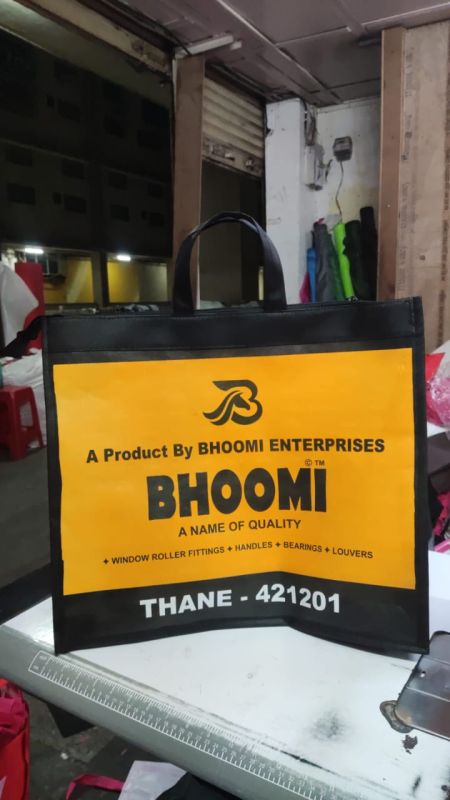 B
A Product By BHOOMI ENTERPRISES
© ™
BHOOMI
A NAME OF QUALITY
+ WINDOW ROLLER FITTINGS + HANDLES + BEARINGS + LOUVERS
THANE - 421201